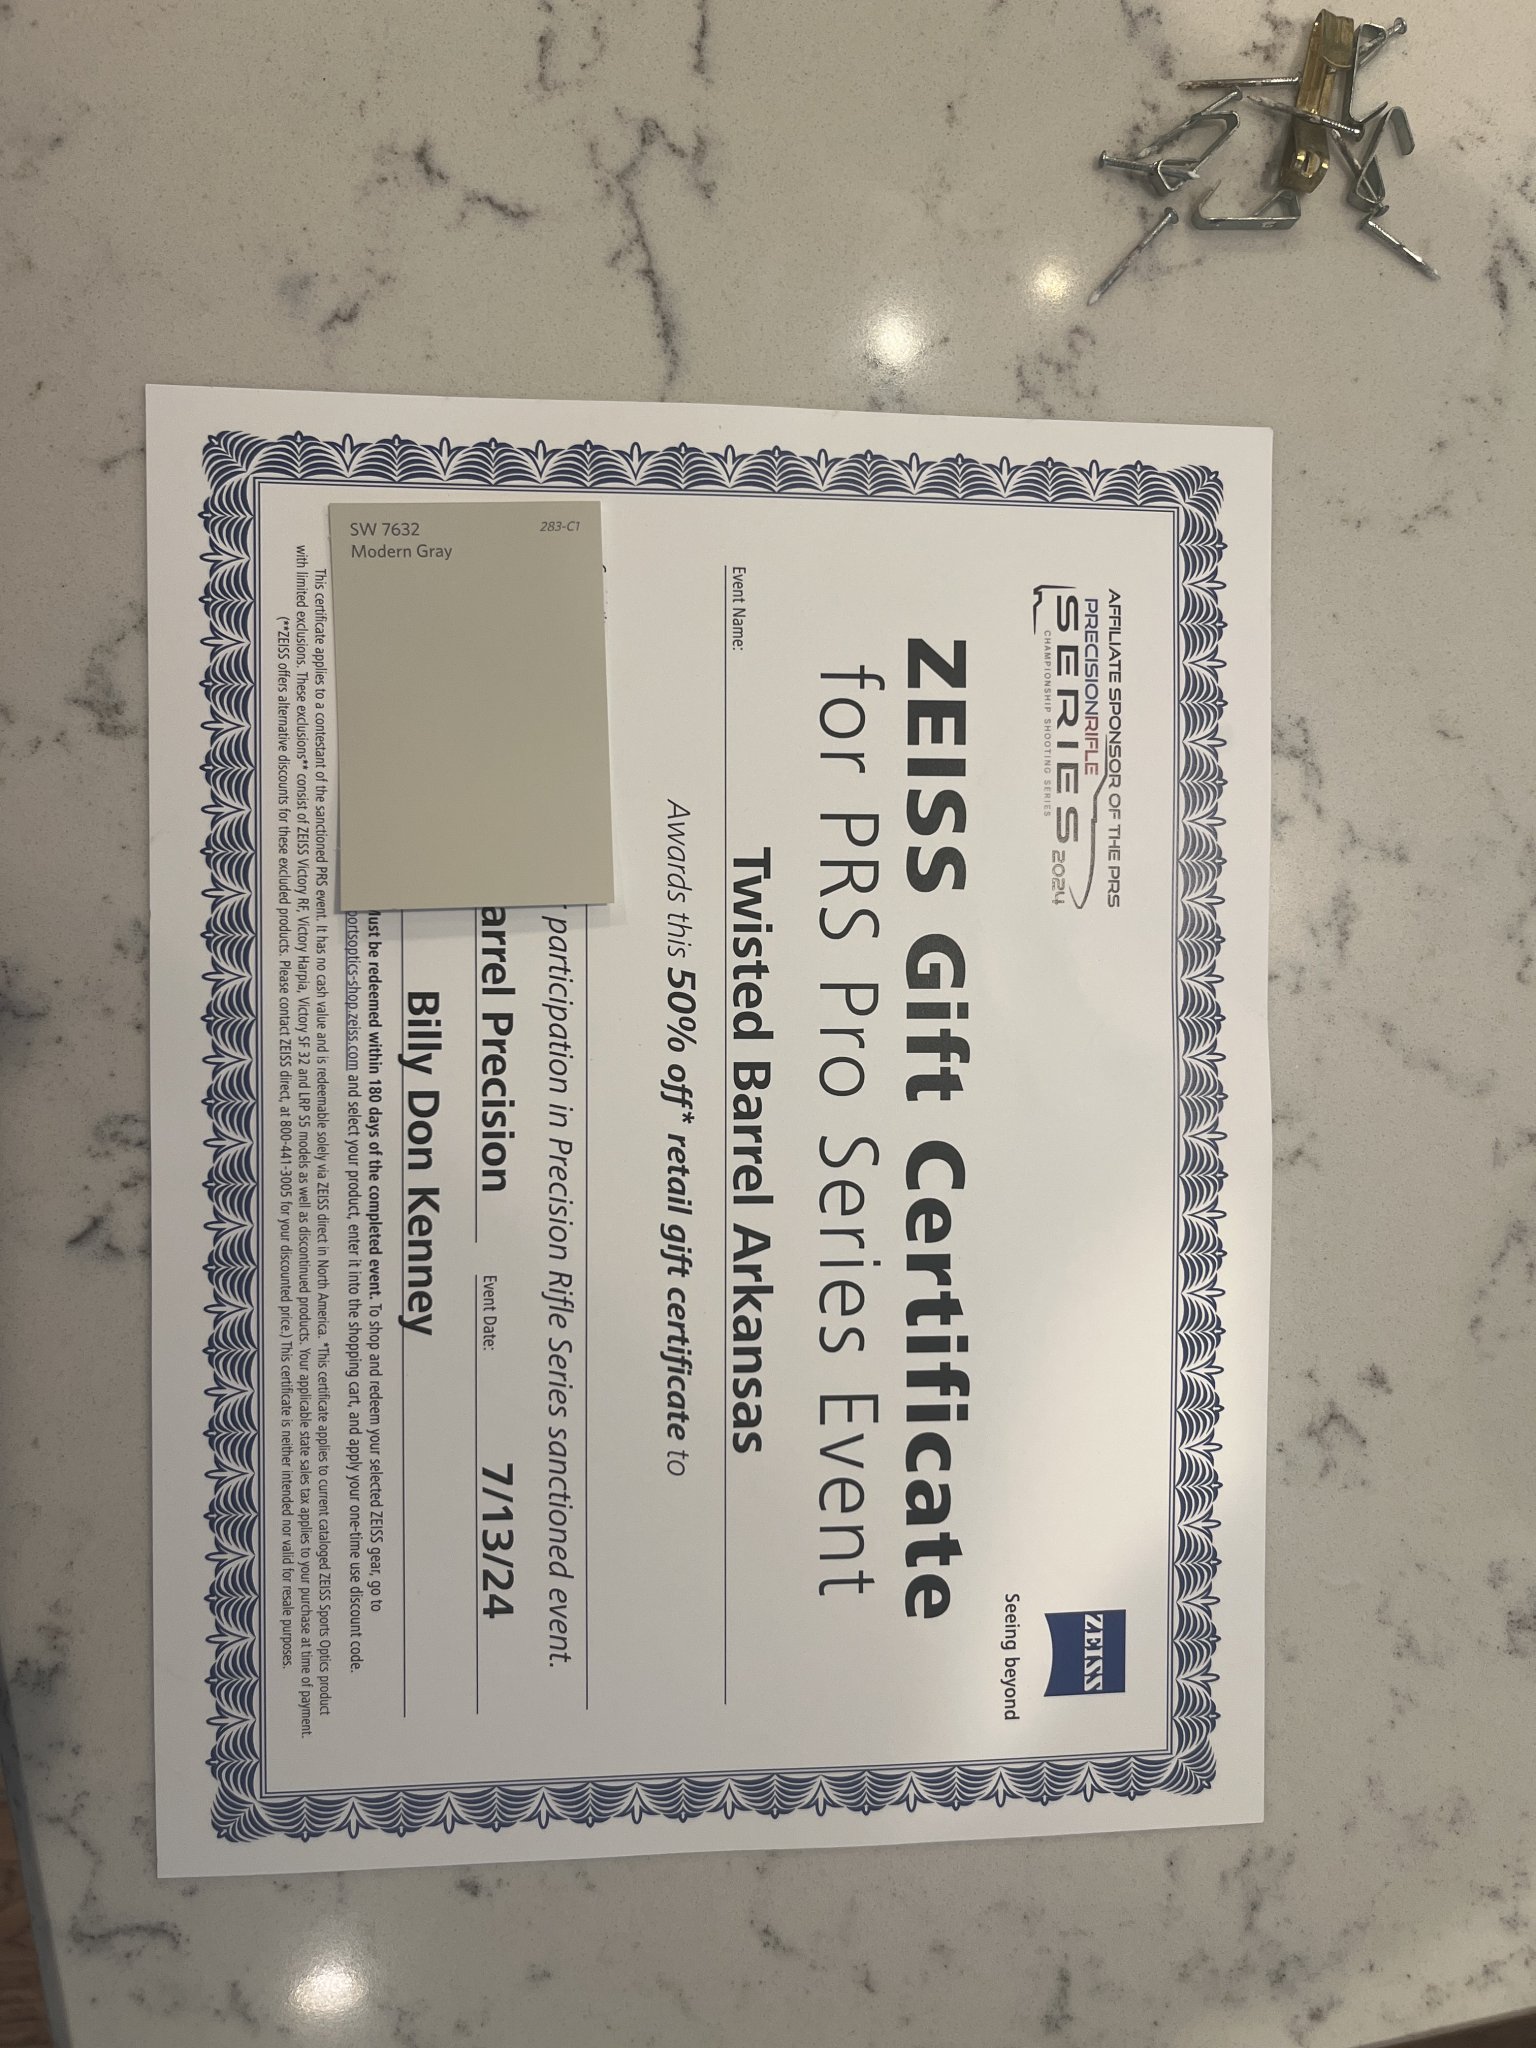 AFFILIATE SPONSOR OF THE PRS
PRECISIONRIFLE
SERIES 2024
CHAMPIONSHIP SHOOTING SERIES
ZEISS
Seeing beyond
ZEISS Gift Certificate
for PRS Pro Series Event
Event Name: Twisted Barrel Arkansas
Awards this 50% off* retail gift certificate to
participation in Precision Rifle Series sanctioned event.
arrel Precision
Event Date: 7/13/24
Billy Don Kenney
ust be redeemed within 180 days of the completed event. To shop and redeem your selected ZEISS gear, go to
portsoptics-shop.zeiss.com and select your product, enter it into the shopping cart, and apply your one-time use discount code.
This certificate applies to a contestant of the sanctioned PRS event. It has no cash value and is redeemable solely via ZEISS direct in North America. *This certificate applies to current cataloged ZEISS Sports Optics product
with limited exclusions. These exclusions** consist of ZEISS Victory RF, Victory Harpia, Victory SF 32 and LRP S5 models as well as discontinued products. Your applicable state sales tax applies to your purchase at time of payment.
(**ZEISS offers alternative discounts for these excluded products. Please contact ZEISS direct, at 800-441-3005 for your discounted price.) This certificate is neither intended nor valid for resale purposes.
283-C1
SW 7632
Modern Gray